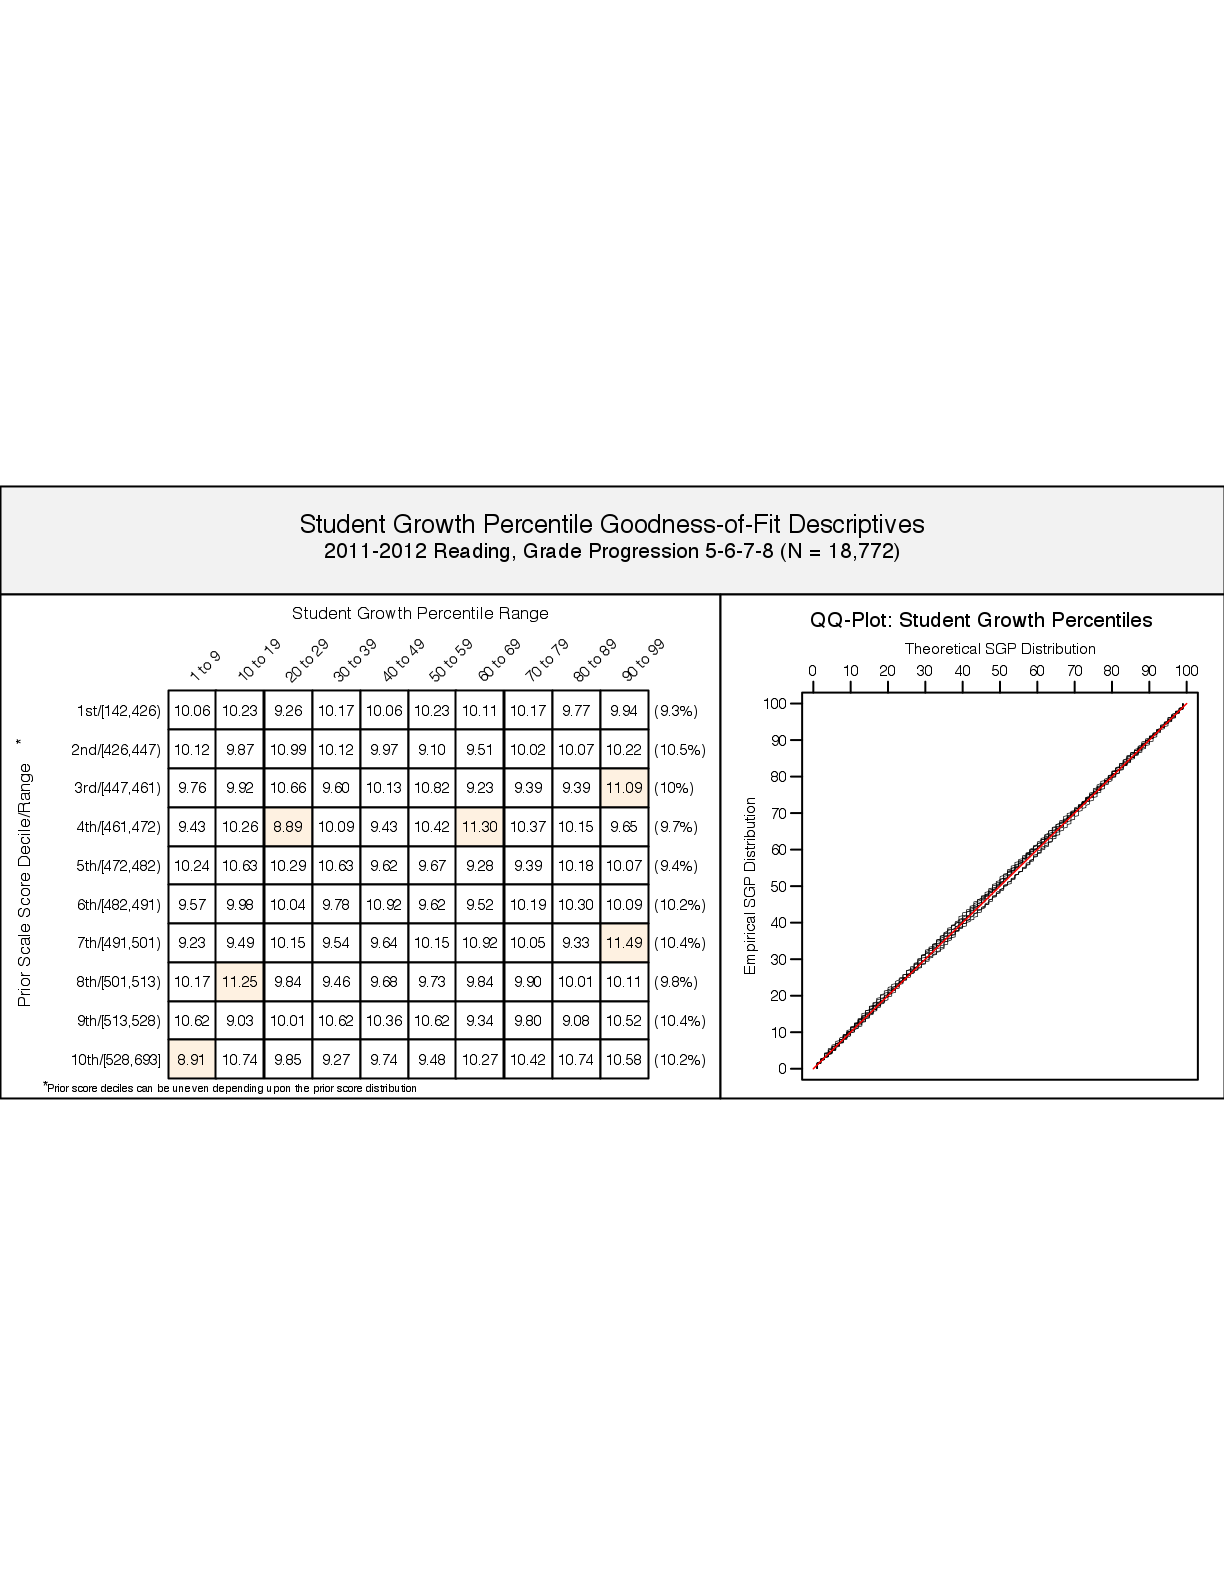 Student Growth Percentile Goodness-of-Fit Descriptives
2011-2012 Reading, Grade Progression 5-6-7-8 (N = 18,772)
Student Growth Percentile Range
1 to 9 10 to 19 20 to 29 30 to 39 40 to 49 50 to 59 60 to 69 70 to 79 80 to 89 90 to 99
Prior Scale Score Decile/Range *
1st/[142,426) 10.06 10.23 9.26 10.17 10.06 10.23 10.11 10.17 9.77 9.94 (9.3%)
2nd/[426,447) 10.12 9.87 10.99 10.12 9.97 9.10 9.51 10.02 10.07 10.22 (10.5%)
3rd/[447,461) 9.76 9.92 10.66 9.60 10.13 10.82 9.23 9.39 9.39 11.09 (10%)
4th/[461,472) 9.43 10.26 8.89 10.09 9.43 10.42 11.30 10.37 10.15 9.65 (9.7%)
5th/[472,482) 10.24 10.63 10.29 10.63 9.62 9.67 9.28 9.39 10.18 10.07 (9.4%)
6th/[482,491) 9.57 9.98 10.04 9.78 10.92 9.62 9.52 10.19 10.30 10.09 (10.2%)
7th/[491,501) 9.23 9.49 10.15 9.54 9.64 10.15 10.92 10.05 9.33 11.49 (10.4%)
8th/[501,513) 10.17 11.25 9.84 9.46 9.68 9.73 9.84 9.90 10.01 10.11 (9.8%)
9th/[513,528) 10.62 9.03 10.01 10.62 10.36 10.62 9.34 9.80 9.08 10.52 (10.4%)
10th/[528,693] 8.91 10.74 9.85 9.27 9.74 9.48 10.27 10.42 10.74 10.58 (10.2%)
*Prior score deciles can be uneven depending upon the prior score distribution
QQ-Plot: Student Growth Percentiles
Theoretical SGP Distribution
0 10 20 30 40 50 60 70 80 90 100
Empirical SGP Distribution
100
90
80
70
60
50
40
30
20
10
0